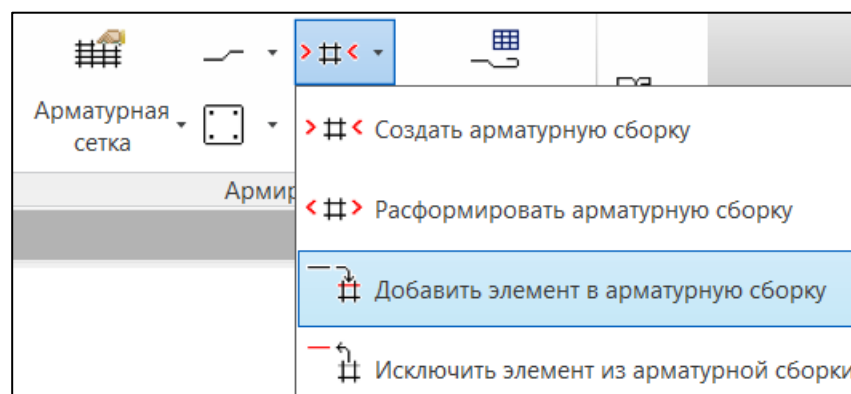 Арматурная
сетка
Создать арматурную сборку
Армир
Расформировать арматурную сборку
Добавить элемент в арматурную сборку
Исключить элемент из арматурной сборки